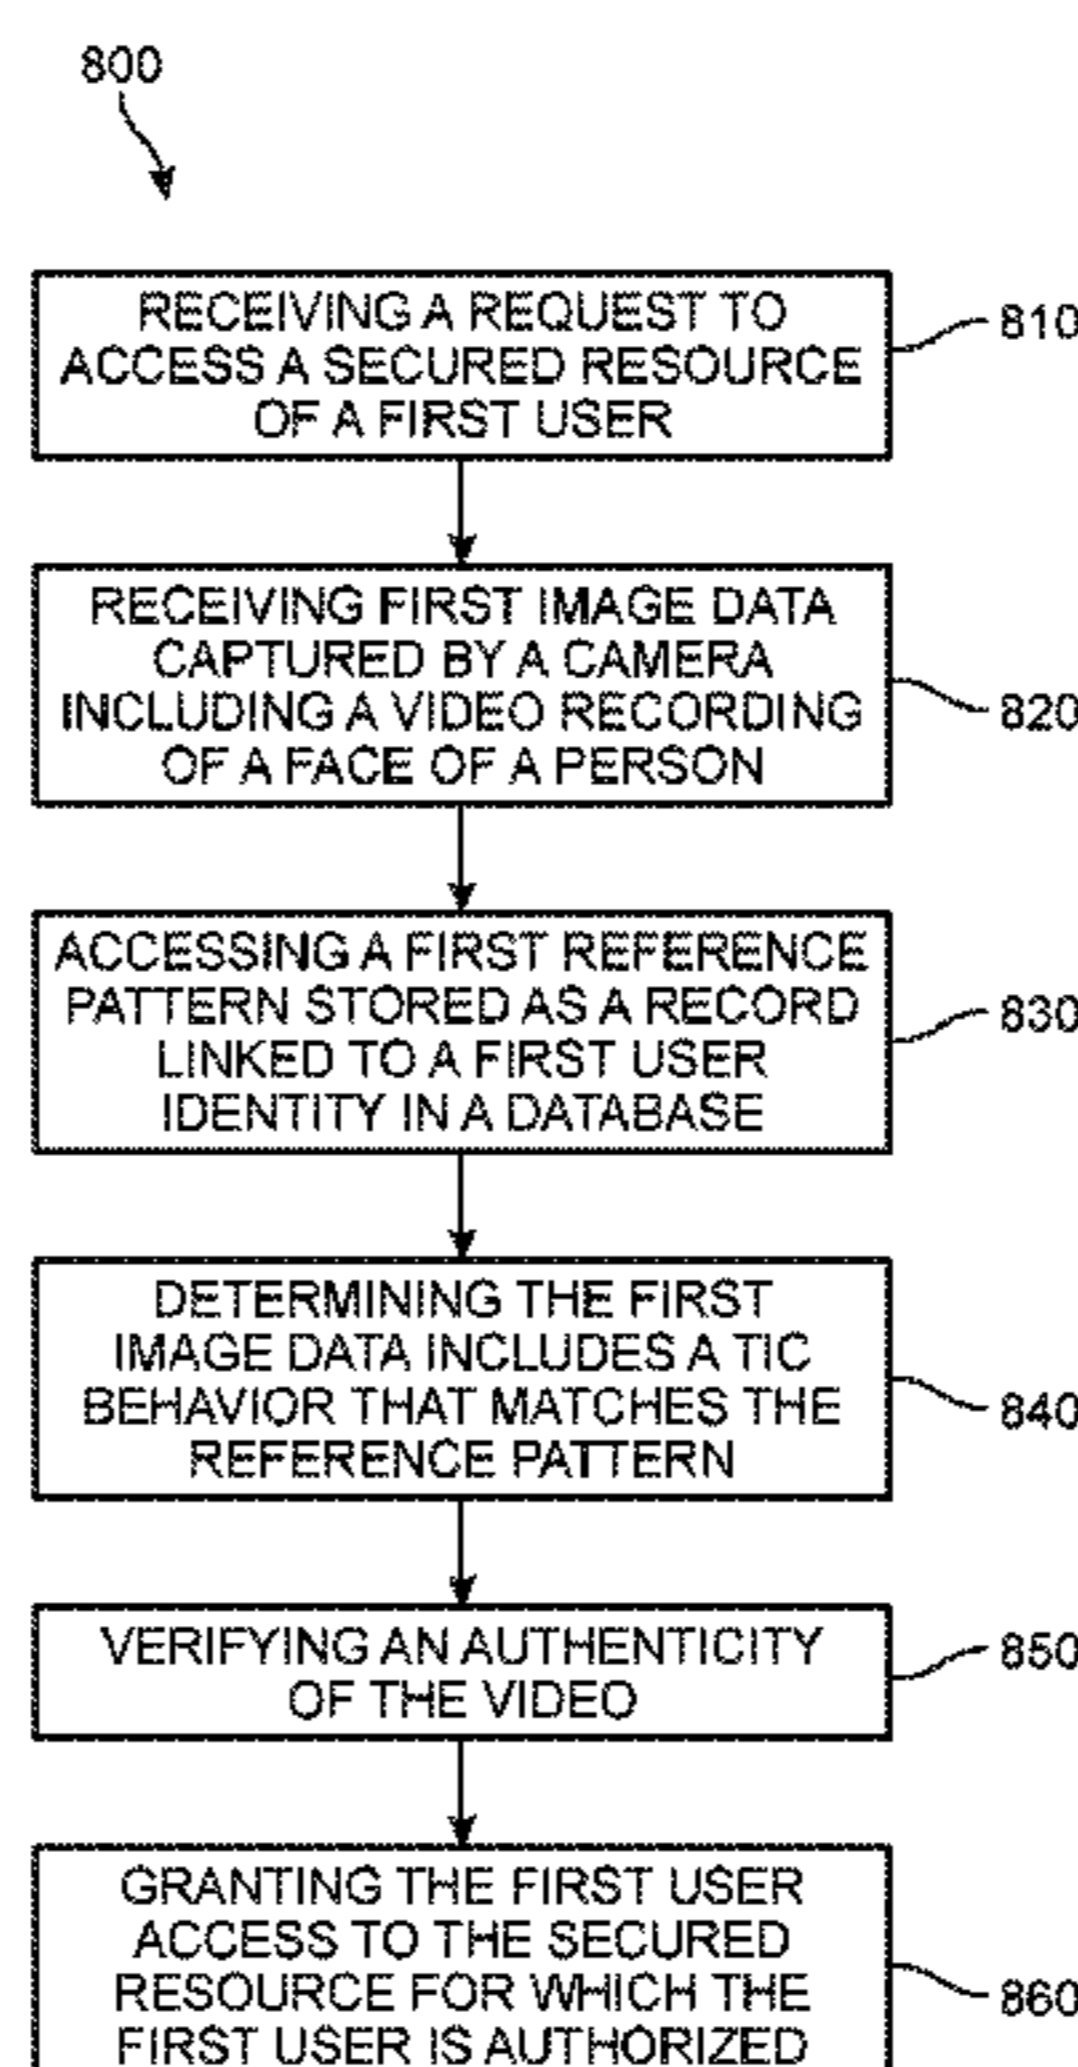 800
RECEIVING A REQUEST TO
ACCESS A SECURED RESOURCE
OF A FIRST USER
810
RECEIVING FIRST IMAGE DATA
CAPTURED BY A CAMERA
INCLUDING A VIDEO RECORDING
OF A FACE OF A PERSON
820
ACCESSING A FIRST REFERENCE
PATTERN STORED AS A RECORD
LINKED TO A FIRST USER
IDENTITY IN A DATABASE
830
DETERMINING THE FIRST
IMAGE DATA INCLUDES A TIC
BEHAVIOR THAT MATCHES THE
REFERENCE PATTERN
840
VERIFYING AN AUTHENTICITY
OF THE VIDEO
850
GRANTING THE FIRST USER
ACCESS TO THE SECURED
RESOURCE FOR WHICH THE
FIRST USER IS AUTHORIZED
860